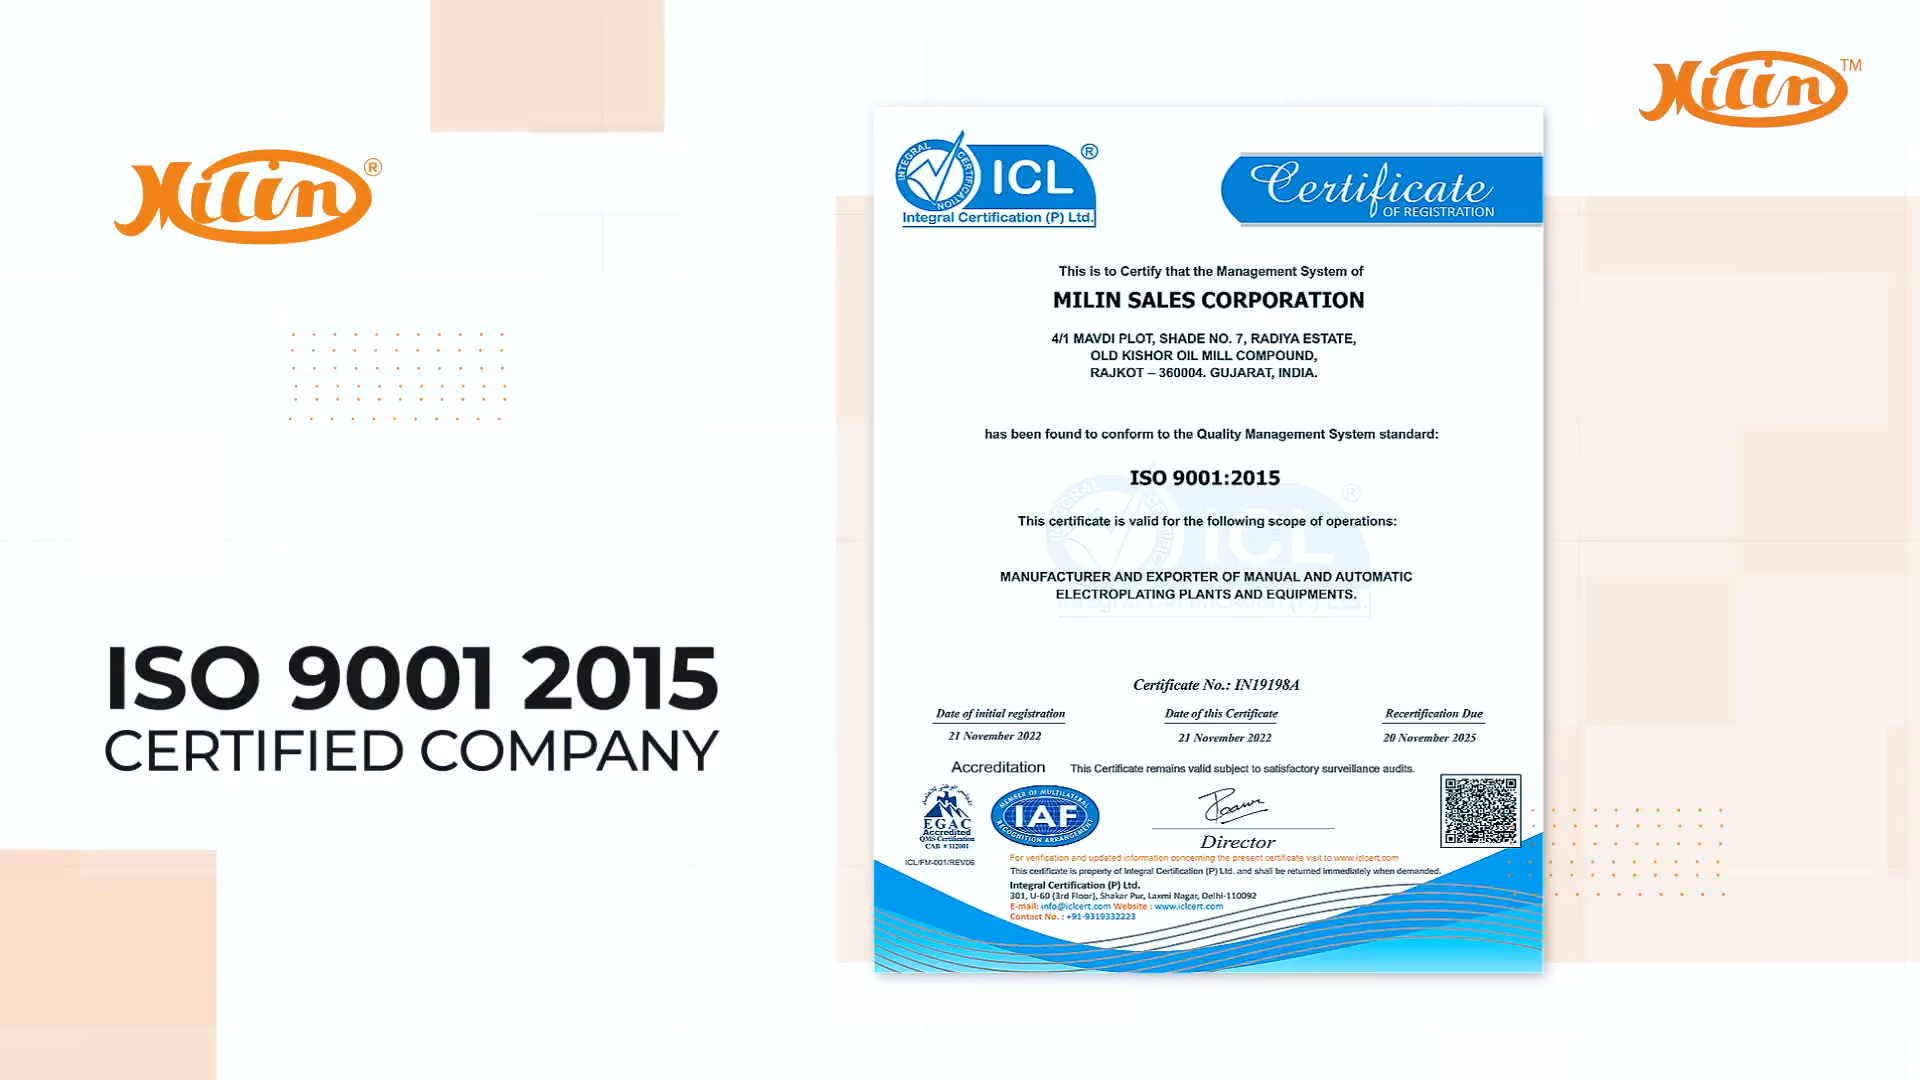 Milin ®
Milin TM
ISO 9001 2015
CERTIFIED COMPANY
INTEGRAL CERTIFICATION
ICL ®
Integral Certification (P) Ltd.
Certificate
OF REGISTRATION
This is to Certify that the Management System of
MILIN SALES CORPORATION
4/1 MAVDI PLOT, SHADE NO. 7, RADIYA ESTATE,
OLD KISHOR OIL MILL COMPOUND,
RAJKOT – 360004. GUJARAT, INDIA.
has been found to conform to the Quality Management System standard:
ISO 9001:2015
This certificate is valid for the following scope of operations:
MANUFACTURER AND EXPORTER OF MANUAL AND AUTOMATIC
ELECTROPLATING PLANTS AND EQUIPMENTS.
Certificate No.: IN19198A
Date of initial registration
21 November 2022
Date of this Certificate
21 November 2022
Recertification Due
20 November 2025
Accreditation
This Certificate remains valid subject to satisfactory surveillance audits.
EGAC
Accredited
QMS Certification
CAB # 112001
MEMBER OF MULTILATERAL
IAF
RECOGNITION ARRANGEMENT
Director
ICL/FM-001/REV06
For verification and updated information concerning the present certificate visit to www.iclcert.com
This certificate is property of Integral Certification (P) Ltd. and shall be returned immediately when demanded.
Integral Certification (P) Ltd.
301, U-60 (3rd Floor), Shakar Pur, Laxmi Nagar, Delhi-110092
E-mail: info@iclcert.com Website : www.iclcert.com
Contact No. : +91-9319332223